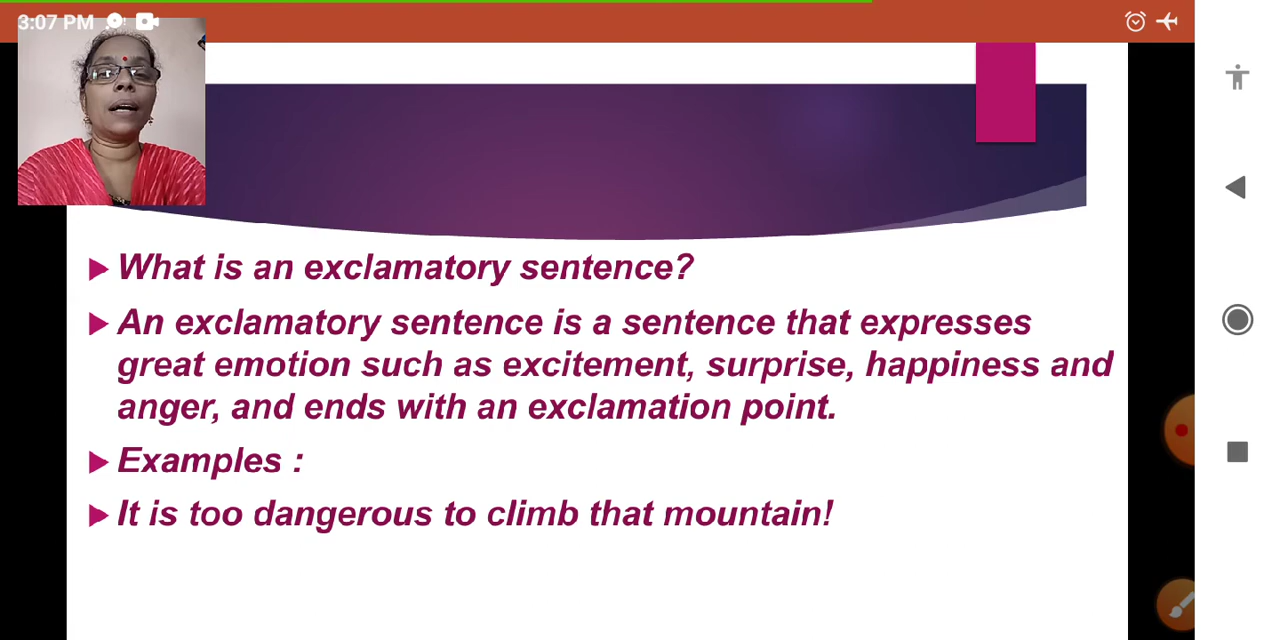 3:07 PM
What is an exclamatory sentence?
An exclamatory sentence is a sentence that expresses
great emotion such as excitement, surprise, happiness and
anger, and ends with an exclamation point.
Examples :
It is too dangerous to climb that mountain!